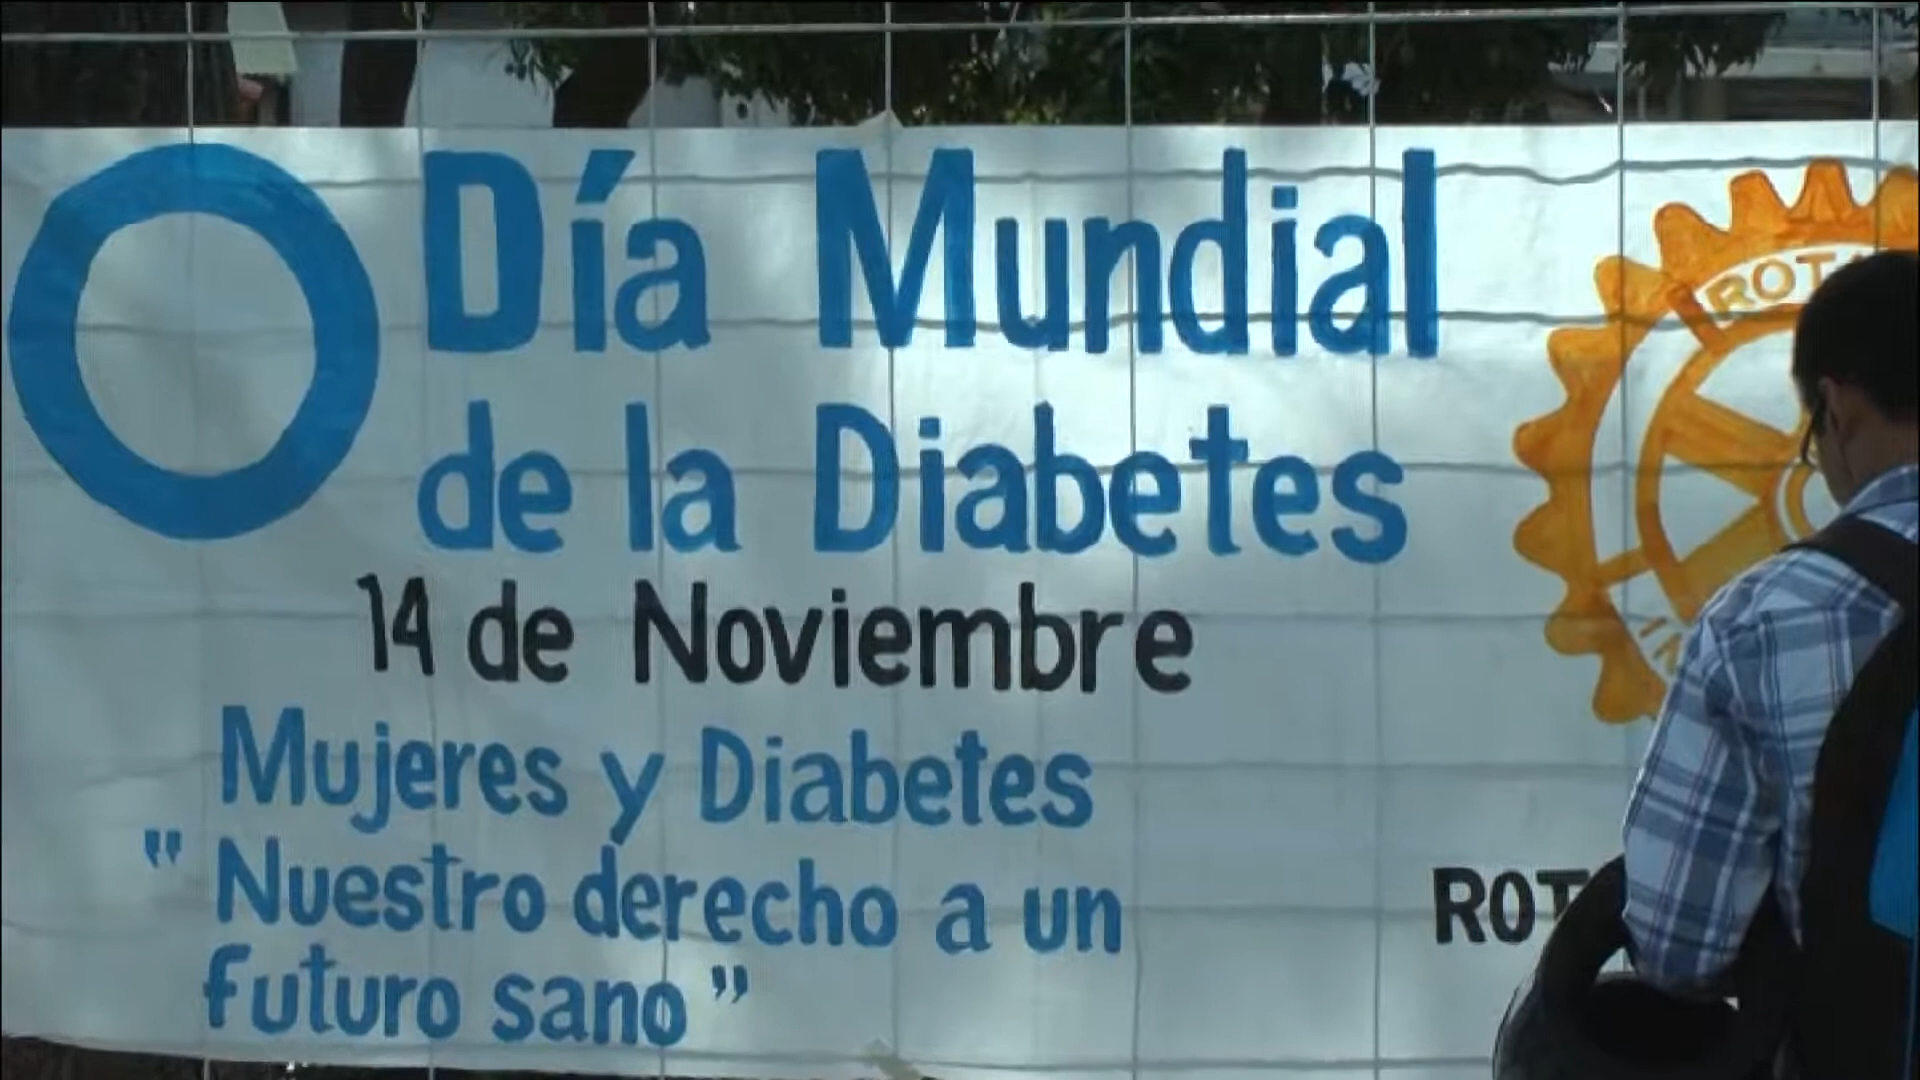 Día Mundial
de la Diabetes
14 de Noviembre
Mujeres y Diabetes
" Nuestro derecho a un
futuro sano "